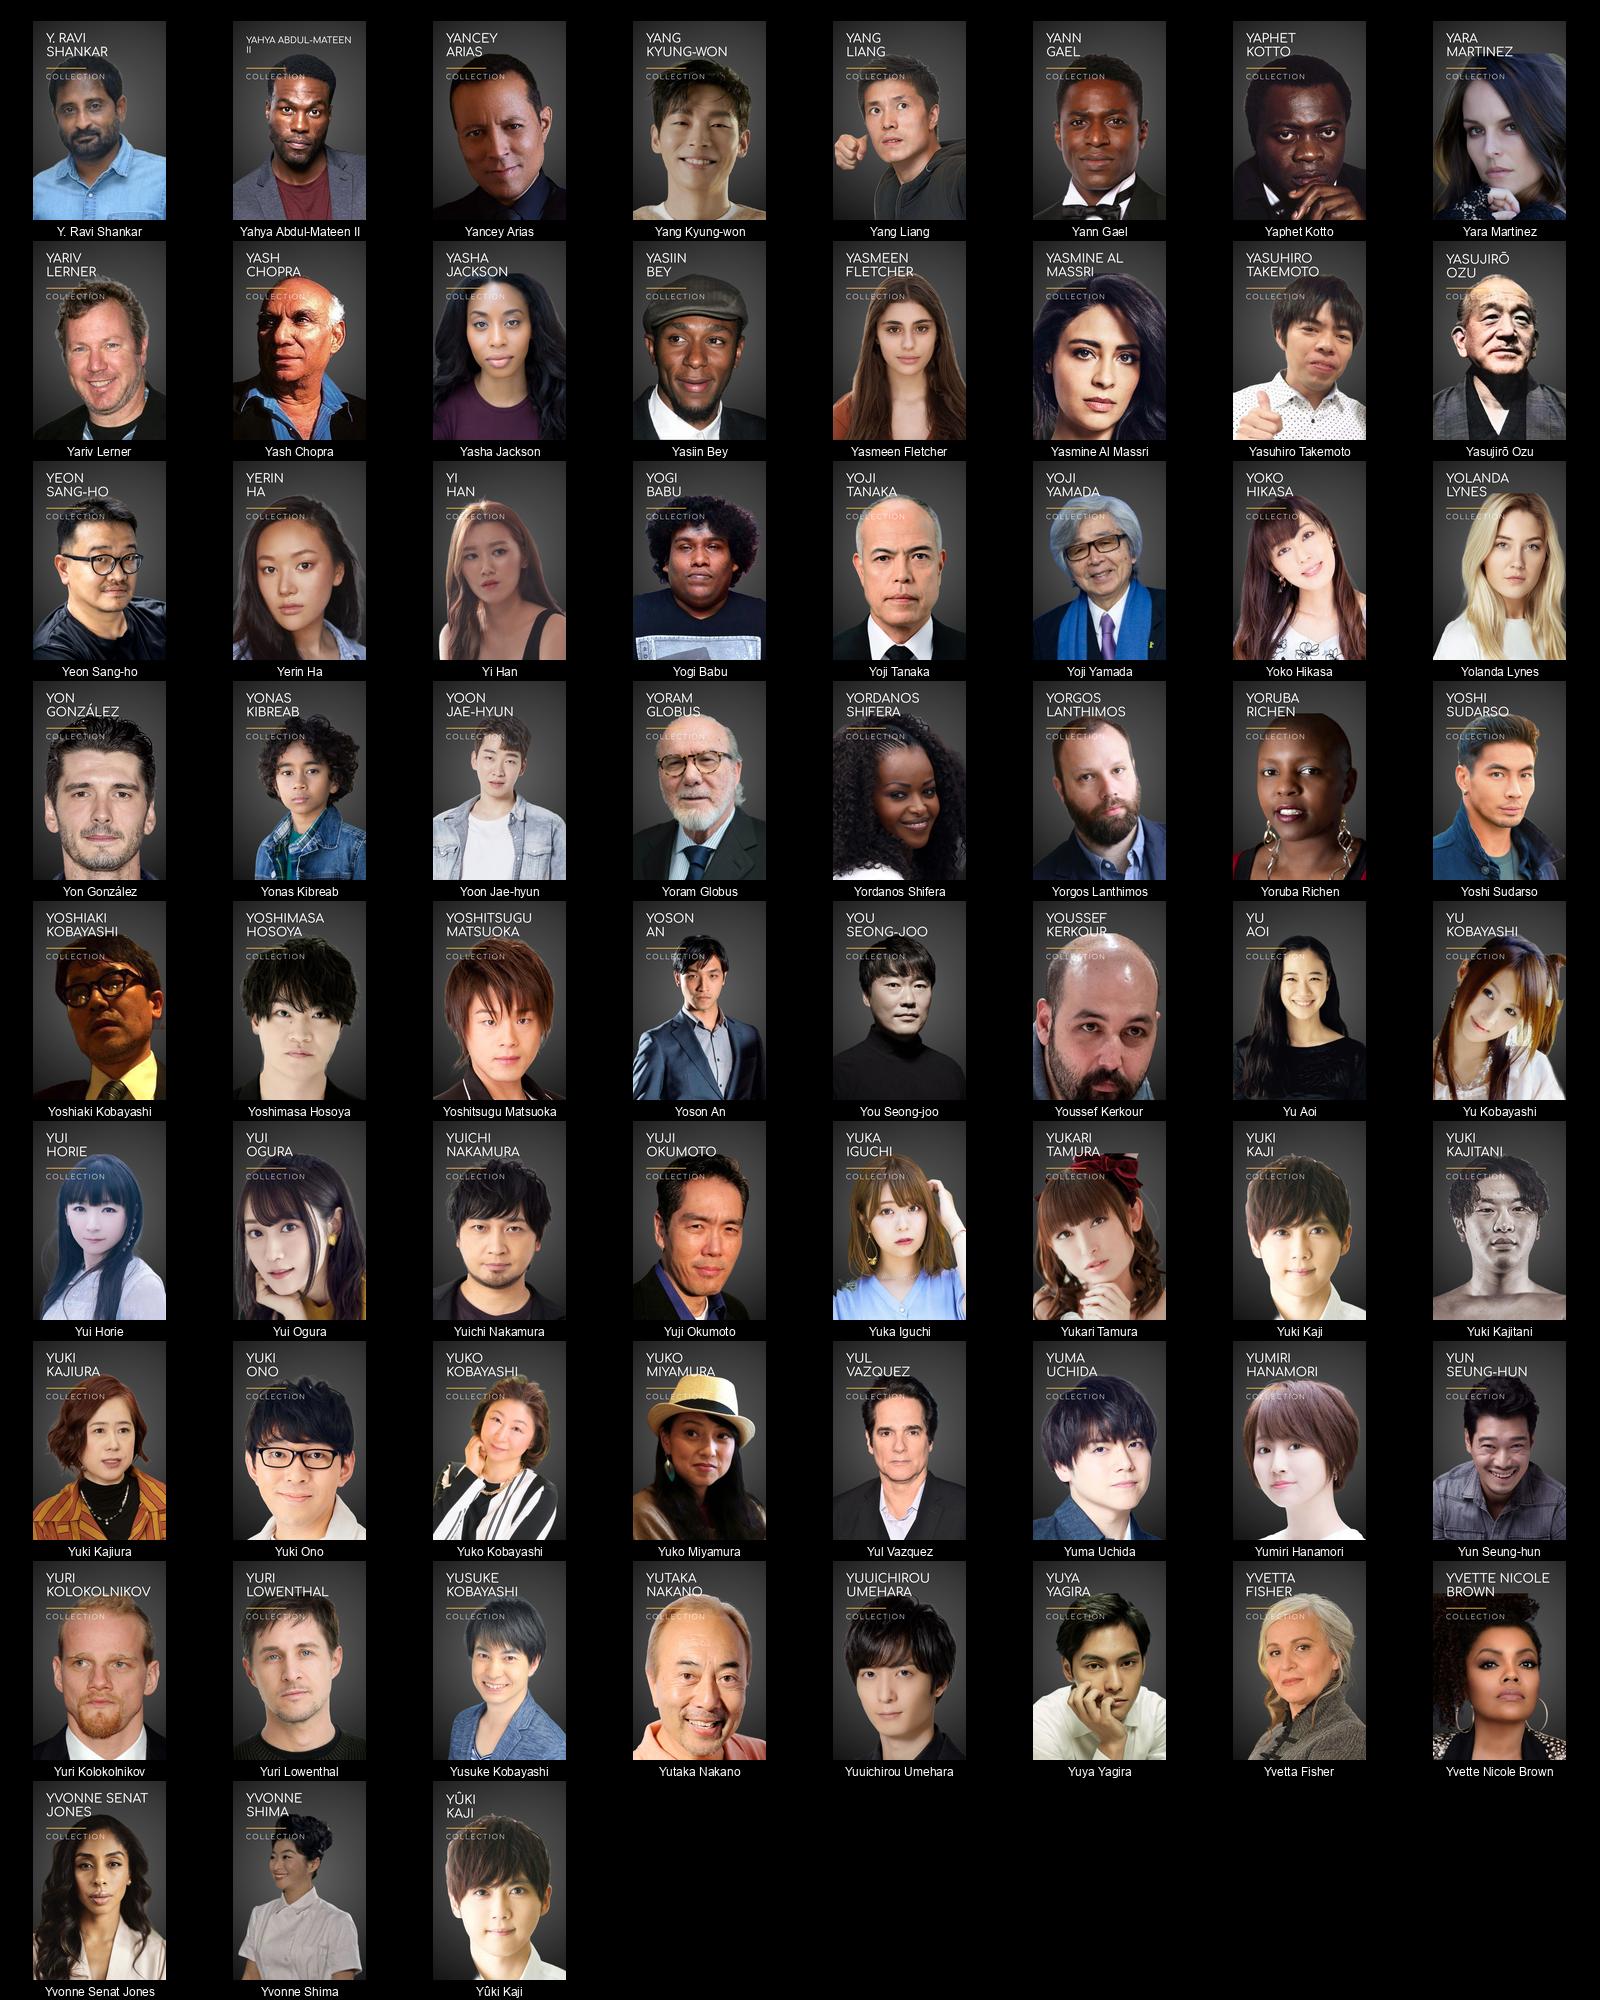 Y. RAVI
SHANKAR
COLLECTION
Y. Ravi Shankar
YAHYA ABDUL-MATEEN
II
COLLECTION
Yahya Abdul-Mateen II
YANCEY
ARIAS
COLLECTION
Yancey Arias
YANG
KYUNG-WON
COLLECTION
Yang Kyung-won
YANG
LIANG
COLLECTION
Yang Liang
YANN
GAEL
COLLECTION
Yann Gael
YAPHET
KOTTO
COLLECTION
Yaphet Kotto
YARA
MARTINEZ
COLLECTION
Yara Martinez
YARIV
LERNER
COLLECTION
Yariv Lerner
YASH
CHOPRA
COLLECTION
Yash Chopra
YASHA
JACKSON
COLLECTION
Yasha Jackson
YASIIN
BEY
COLLECTION
Yasiin Bey
YASMEEN
FLETCHER
COLLECTION
Yasmeen Fletcher
YASMINE AL
MASSRI
COLLECTION
Yasmine Al Massri
YASUHIRO
TAKEMOTO
COLLECTION
Yasuhiro Takemoto
YASUJIRŌ
OZU
COLLECTION
Yasujirō Ozu
YEON
SANG-HO
COLLECTION
Yeon Sang-ho
YERIN
HA
COLLECTION
Yerin Ha
YI
HAN
COLLECTION
Yi Han
YOGI
BABU
COLLECTION
Yogi Babu
YOJI
TANAKA
COLLECTION
Yoji Tanaka
YOJI
YAMADA
COLLECTION
Yoji Yamada
YOKO
HIKASA
COLLECTION
Yoko Hikasa
YOLANDA
LYNES
COLLECTION
Yolanda Lynes
YON
GONZÁLEZ
COLLECTION
Yon González
YONAS
KIBREAB
COLLECTION
Yonas Kibreab
YOON
JAE-HYUN
COLLECTION
Yoon Jae-hyun
YORAM
GLOBUS
COLLECTION
Yoram Globus
YORDANOS
SHIFERA
COLLECTION
Yordanos Shifera
YORGOS
LANTHIMOS
COLLECTION
Yorgos Lanthimos
YORUBA
RICHEN
COLLECTION
Yoruba Richen
YOSHI
SUDARSO
COLLECTION
Yoshi Sudarso
YOSHIAKI
KOBAYASHI
COLLECTION
Yoshiaki Kobayashi
YOSHIMASA
HOSOYA
COLLECTION
Yoshimasa Hosoya
YOSHITSUGU
MATSUOKA
COLLECTION
Yoshitsugu Matsuoka
YOSON
AN
COLLECTION
Yoson An
YOU
SEONG-JOO
COLLECTION
You Seong-joo
YOUSSEF
KERKOUR
COLLECTION
Youssef Kerkour
YU
AOI
COLLECTION
Yu Aoi
YU
KOBAYASHI
COLLECTION
Yu Kobayashi
YUI
HORIE
COLLECTION
Yui Horie
YUI
OGURA
COLLECTION
Yui Ogura
YUICHI
NAKAMURA
COLLECTION
Yuichi Nakamura
YUJI
OKUMOTO
COLLECTION
Yuji Okumoto
YUKA
IGUCHI
COLLECTION
Yuka Iguchi
YUKARI
TAMURA
COLLECTION
Yukari Tamura
YUKI
KAJI
COLLECTION
Yuki Kaji
YUKI
KAJITANI
COLLECTION
Yuki Kajitani
YUKI
KAJIURA
COLLECTION
Yuki Kajiura
YUKI
ONO
COLLECTION
Yuki Ono
YUKO
KOBAYASHI
COLLECTION
Yuko Kobayashi
YUKO
MIYAMURA
COLLECTION
Yuko Miyamura
YUL
VAZQUEZ
COLLECTION
Yul Vazquez
YUMA
UCHIDA
COLLECTION
Yuma Uchida
YUMIRI
HANAMORI
COLLECTION
Yumiri Hanamori
YUN
SEUNG-HUN
COLLECTION
Yun Seung-hun
YURI
KOLOKOLNIKOV
COLLECTION
Yuri Kolokolnikov
YURI
LOWENTHAL
COLLECTION
Yuri Lowenthal
YUSUKE
KOBAYASHI
COLLECTION
Yusuke Kobayashi
YUTAKA
NAKANO
COLLECTION
Yutaka Nakano
YUUICHIROU
UMEHARA
COLLECTION
Yuuichirou Umehara
YUYA
YAGIRA
COLLECTION
Yuya Yagira
YVETTA
FISHER
COLLECTION
Yvetta Fisher
YVETTE NICOLE
BROWN
COLLECTION
Yvette Nicole Brown
YVONNE SENAT
JONES
COLLECTION
Yvonne Senat Jones
YVONNE
SHIMA
COLLECTION
Yvonne Shima
YÛKI
KAJI
COLLECTION
Yûki Kaji